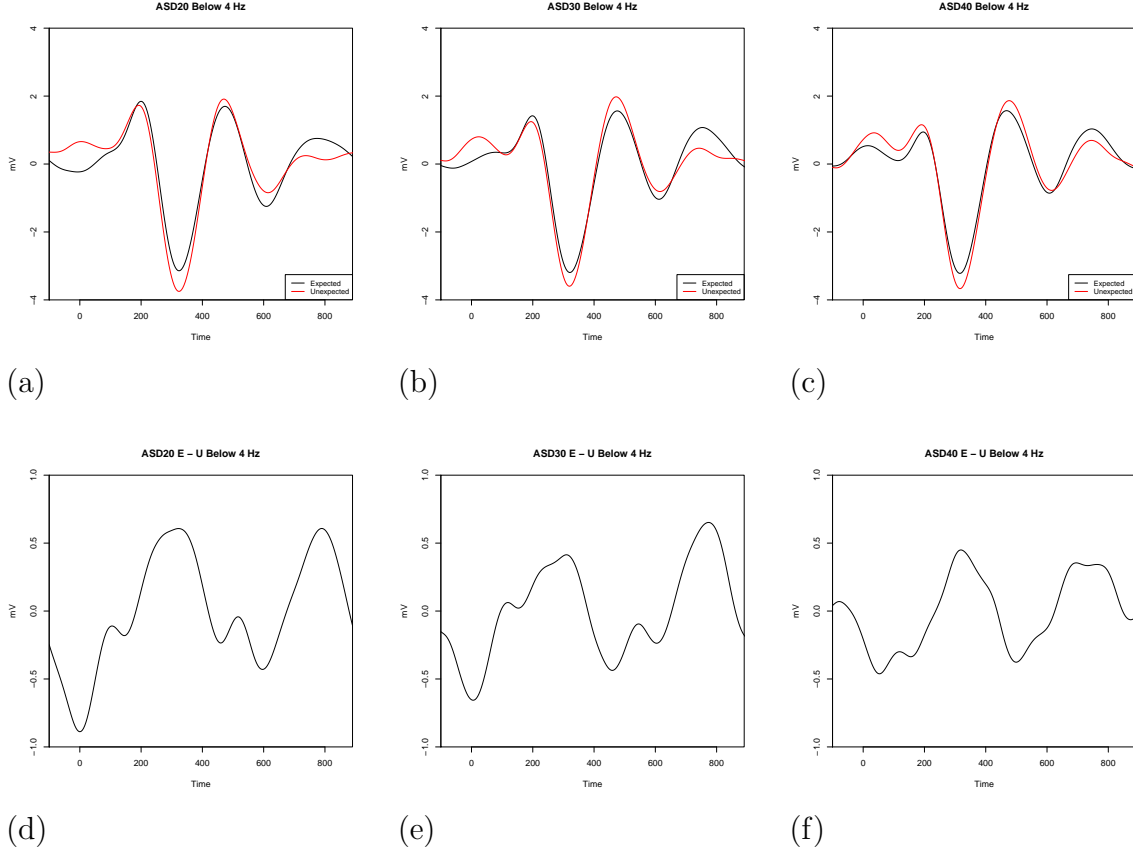 ASD20 Below 4 Hz
mV
4
2
0
−2
−4
0 200 400 600 800
Time
Expected
Unexpected
(a)
ASD30 Below 4 Hz
mV
4
2
0
−2
−4
0 200 400 600 800
Time
Expected
Unexpected
(b)
ASD40 Below 4 Hz
mV
4
2
0
−2
−4
0 200 400 600 800
Time
Expected
Unexpected
(c)
ASD20 E − U Below 4 Hz
mV
1.0
0.5
0.0
−0.5
−1.0
0 200 400 600 800
Time
(d)
ASD30 E − U Below 4 Hz
mV
1.0
0.5
0.0
−0.5
−1.0
0 200 400 600 800
Time
(e)
ASD40 E − U Below 4 Hz
mV
1.0
0.5
0.0
−0.5
−1.0
0 200 400 600 800
Time
(f)